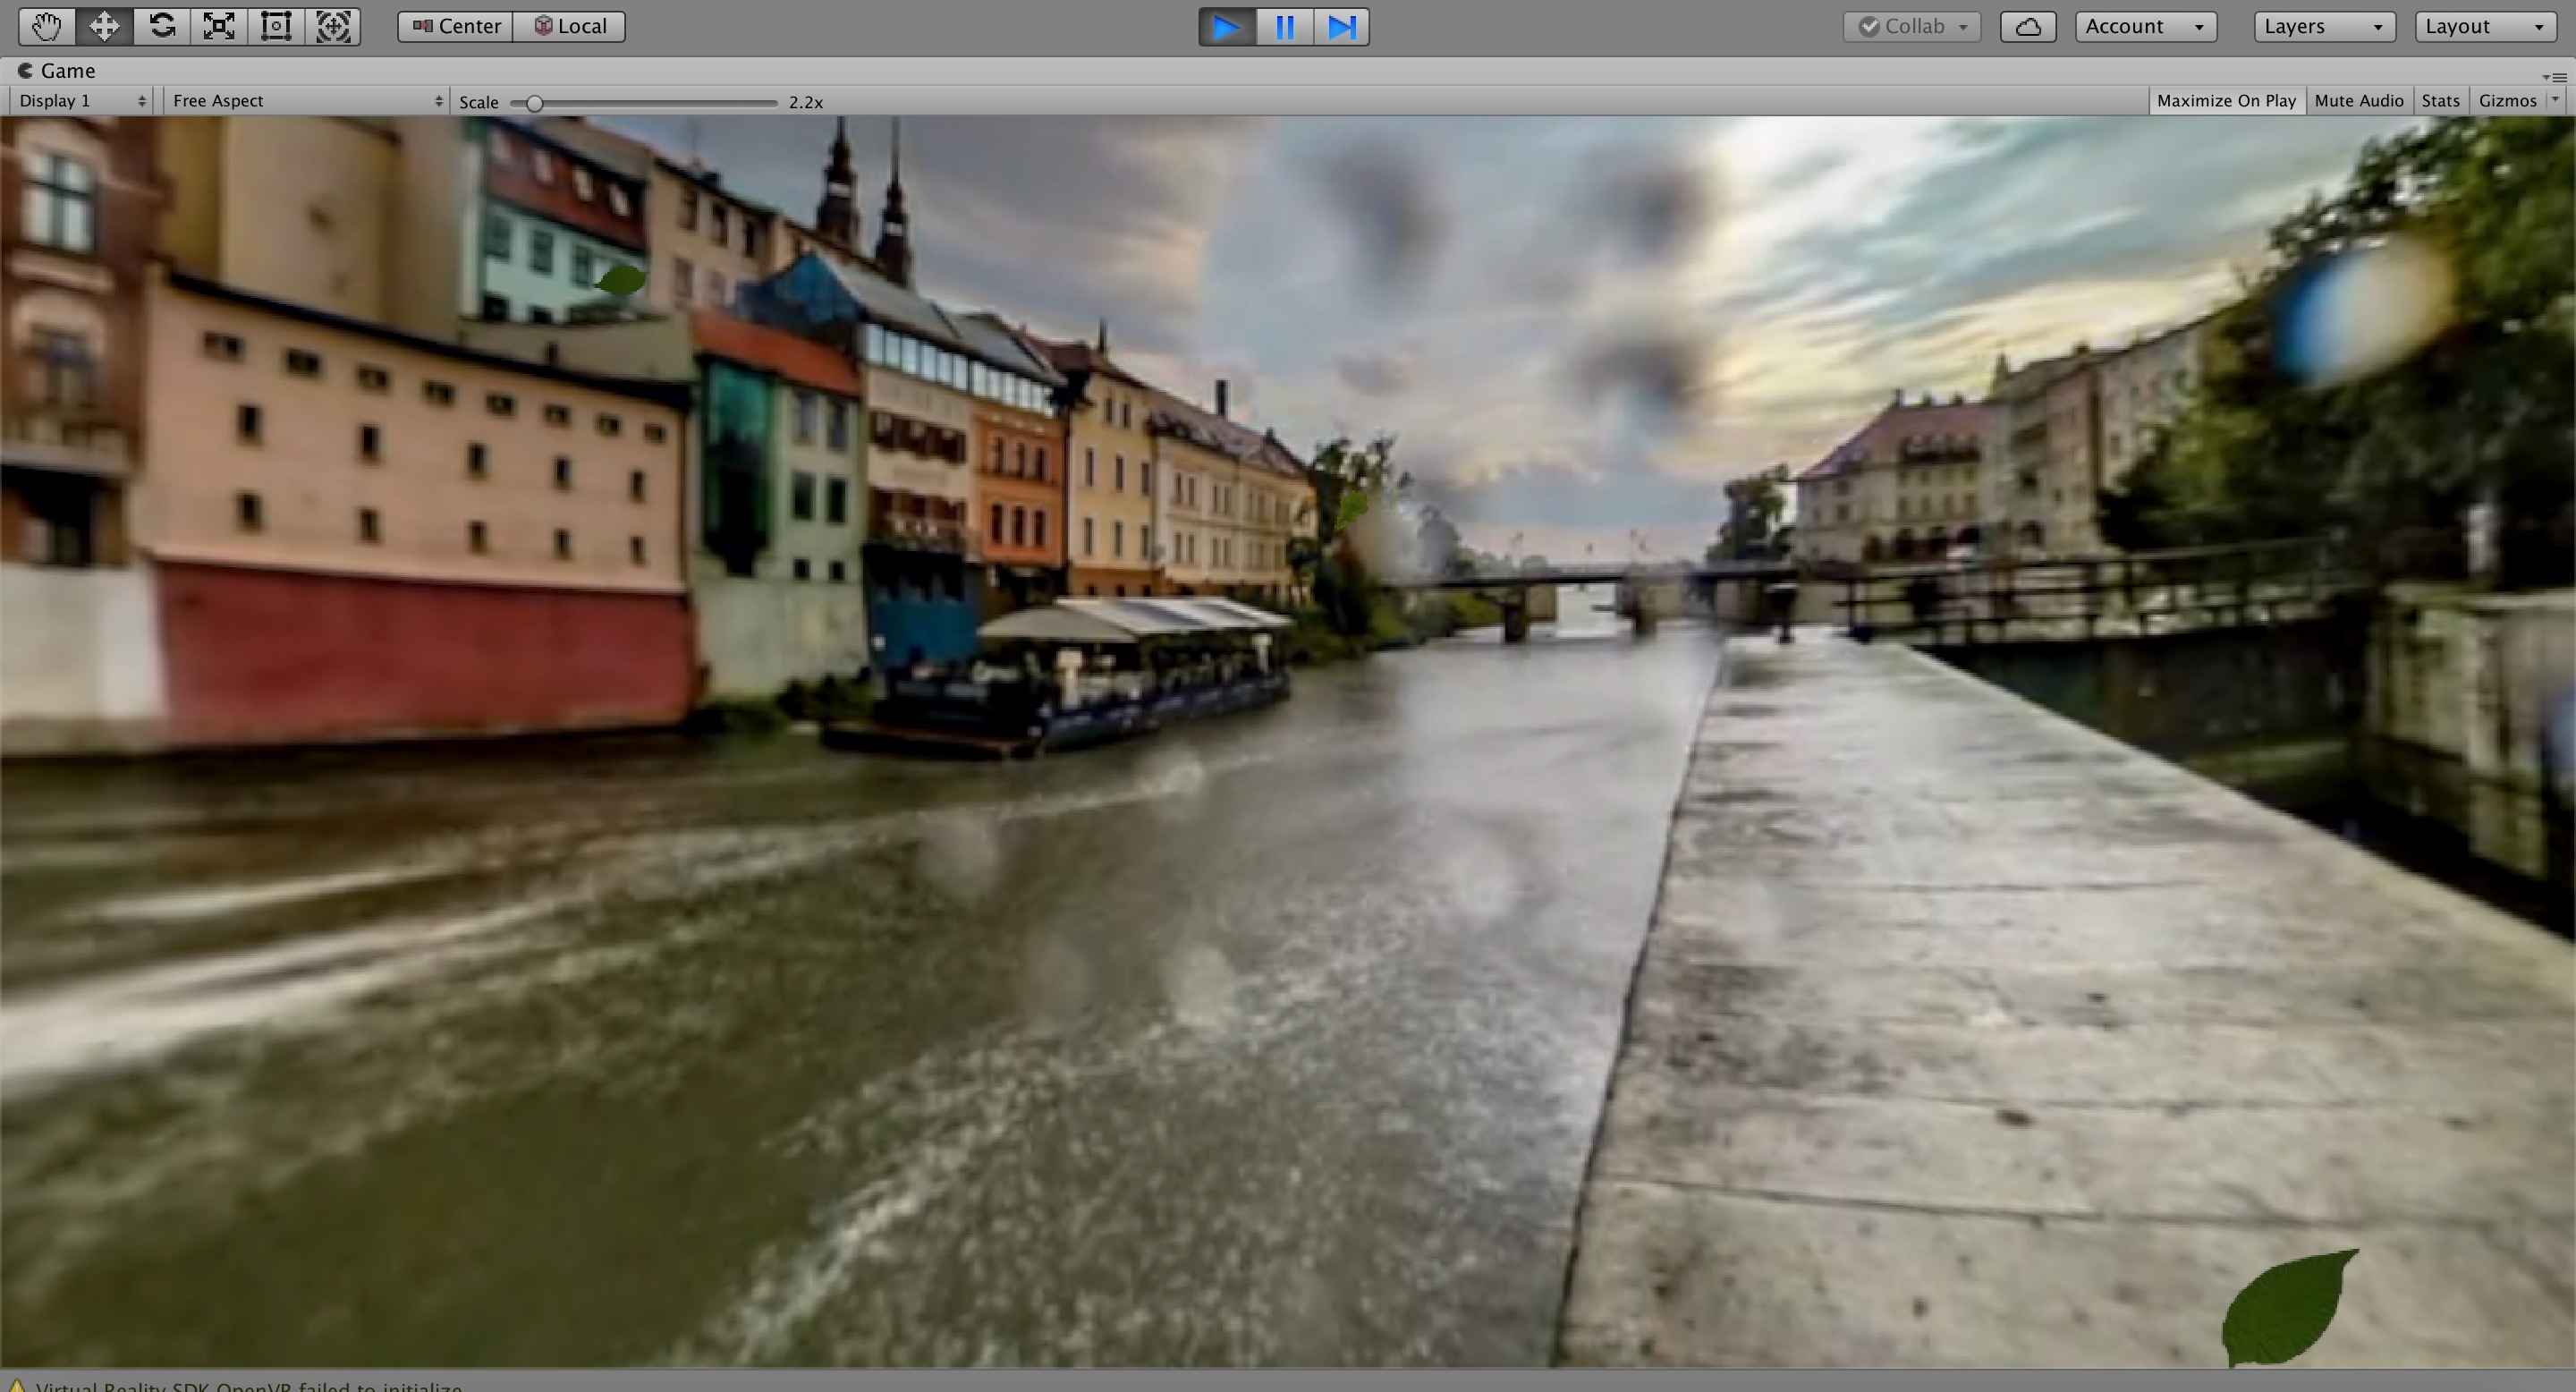 Center Local Collab Account Layers Layout
Game
Display 1 Free Aspect Scale 2.2x Maximize On Play Mute Audio Stats Gizmos
Virtual Reality SDK OpenVR failed to initialize